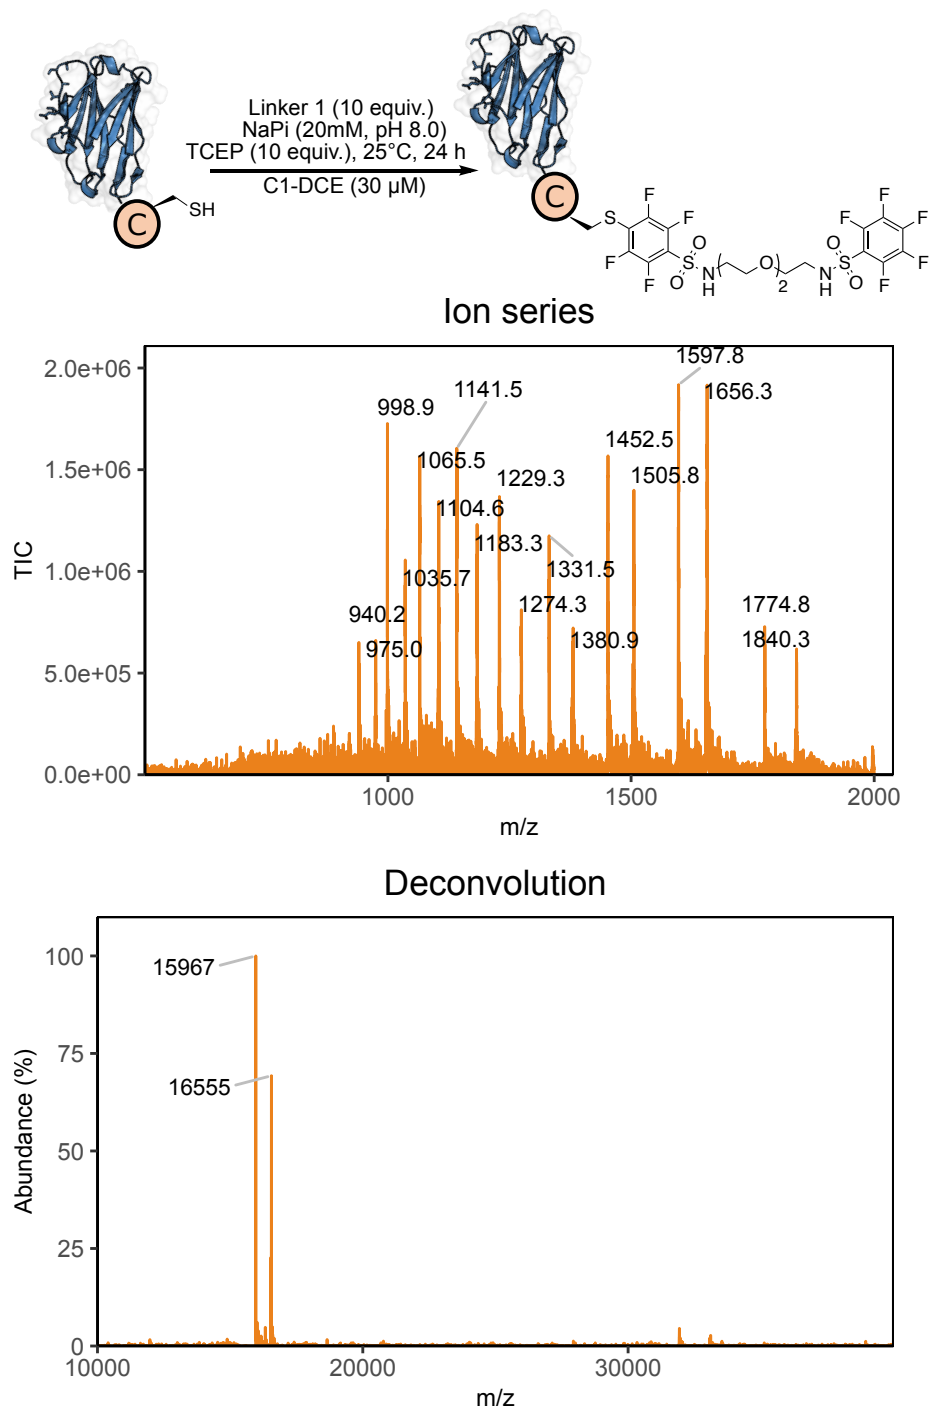 Linker 1 (10 equiv.)
NaPi (20mM, pH 8.0)
TCEP (10 equiv.), 25°C, 24 h
C1-DCE (30 µM)
C
SH
C
S
F
F
F
F
O
S
O
N
H
(
O
)
2
N
H
O
S
O
F
F
F
F
F
Ion series
2.0e+06
1.5e+06
1.0e+06
5.0e+05
0.0e+00
TIC
1597.8
1141.5
1656.3
998.9
1452.5
1065.5
1229.3
1505.8
1104.6
1183.3
1331.5
1035.7
1274.3
1774.8
940.2
1380.9
1840.3
975.0
1000
1500
2000
m/z
Deconvolution
100
75
50
25
0
Abundance (%)
15967
16555
10000
20000
30000
m/z